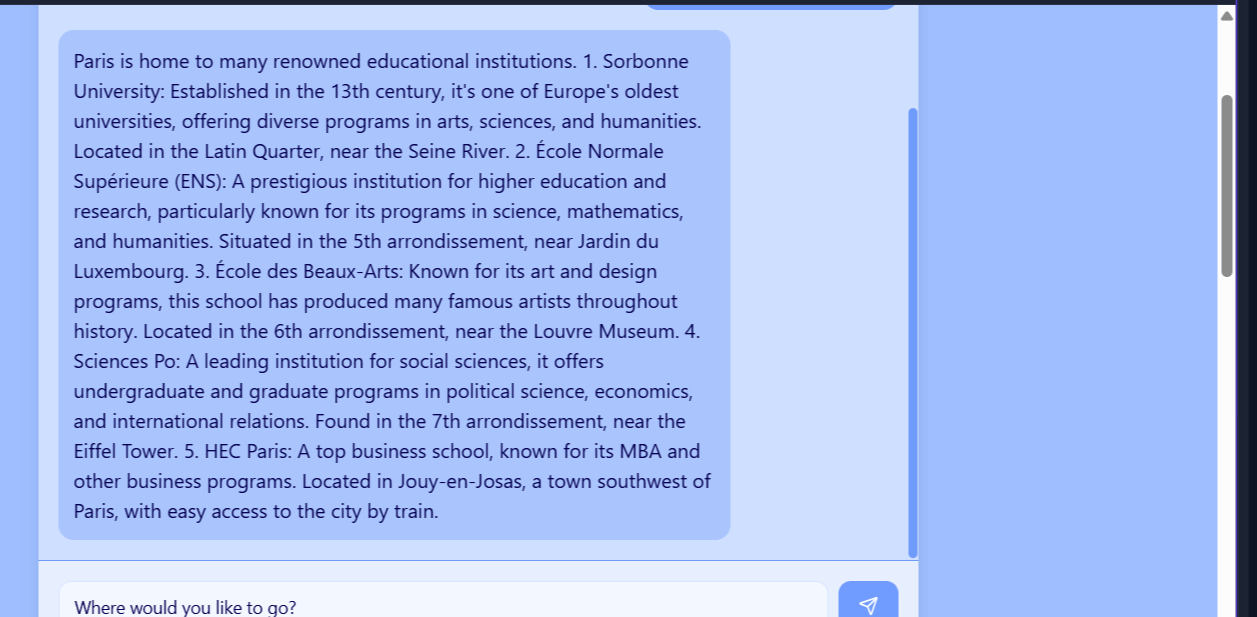 Paris is home to many renowned educational institutions. 1. Sorbonne
University: Established in the 13th century, it's one of Europe's oldest
universities, offering diverse programs in arts, sciences, and humanities.
Located in the Latin Quarter, near the Seine River. 2. École Normale
Supérieure (ENS): A prestigious institution for higher education and
research, particularly known for its programs in science, mathematics,
and humanities. Situated in the 5th arrondissement, near Jardin du
Luxembourg. 3. École des Beaux-Arts: Known for its art and design
programs, this school has produced many famous artists throughout
history. Located in the 6th arrondissement, near the Louvre Museum. 4.
Sciences Po: A leading institution for social sciences, it offers
undergraduate and graduate programs in political science, economics,
and international relations. Found in the 7th arrondissement, near the
Eiffel Tower. 5. HEC Paris: A top business school, known for its MBA and
other business programs. Located in Jouy-en-Josas, a town southwest of
Paris, with easy access to the city by train.
Where would you like to go?